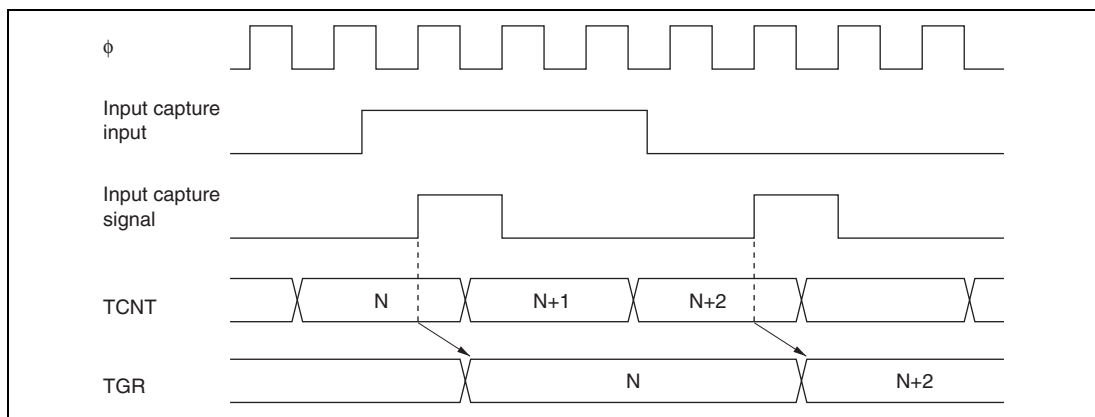 ϕ
Input capture
input
Input capture
signal
TCNT N N+1 N+2
TGR N N+2